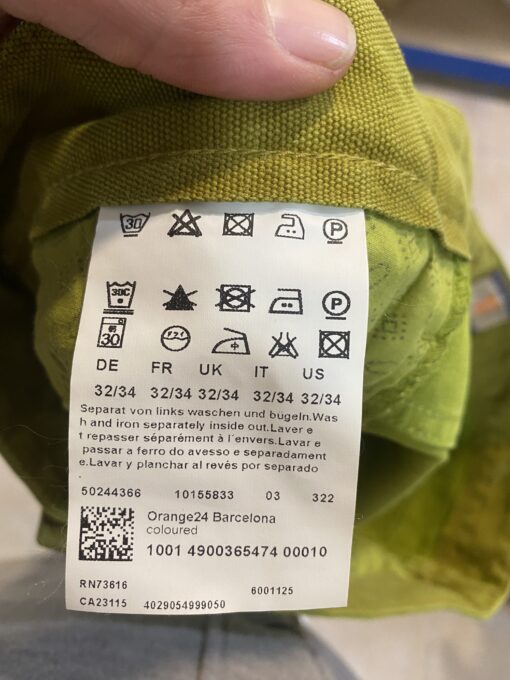 30 P
30C P
30 中
DE FR UK IT US
32/34 32/34 32/34 32/34 32/34
Separat von links waschen und bügeln.Was
h and iron separately inside out.Laver e
t repasser séparément à l´envers.Lavar e
passar a ferro do avesso e separadament
e.Lavar y planchar al revés por separado
.
50244366 10155833 03 322
Orange24 Barcelona
coloured
1001 4900365474 00010
RN73616 6001125
CA23115 4029054999050